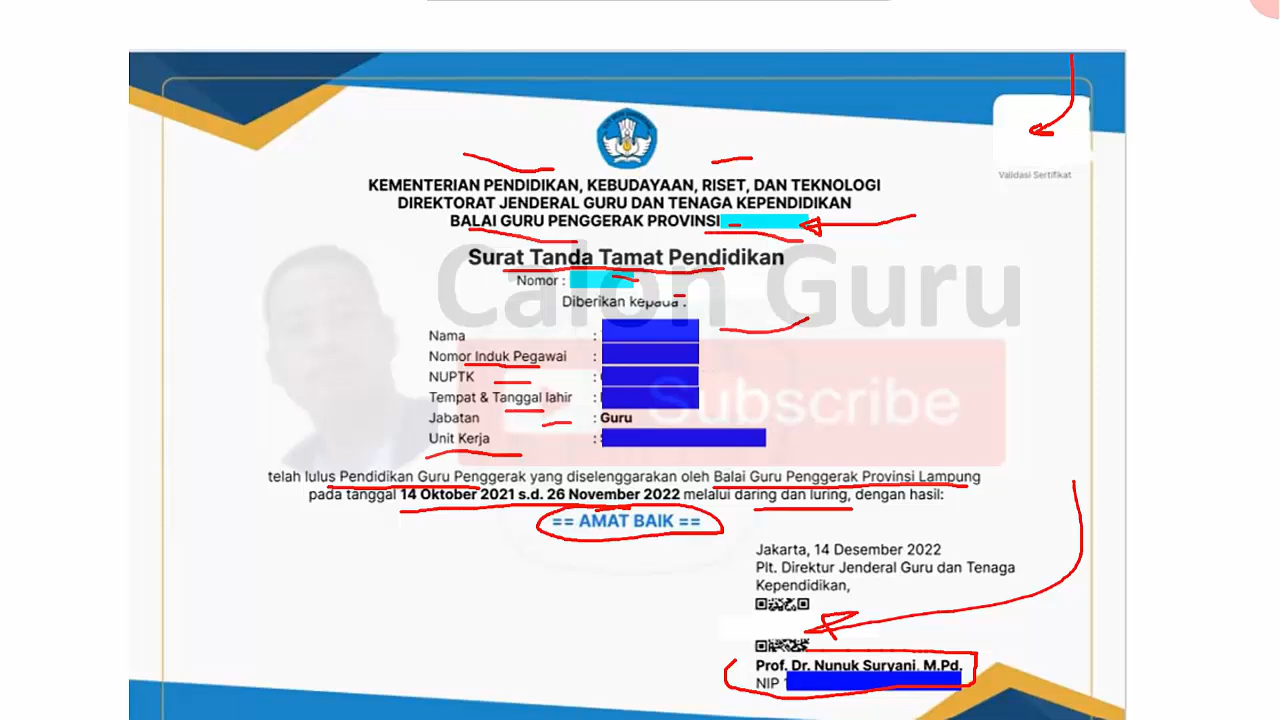 Validasi Sertifikat
KEMENTERIAN PENDIDIKAN, KEBUDAYAAN, RISET, DAN TEKNOLOGI
DIREKTORAT JENDERAL GURU DAN TENAGA KEPENDIDIKAN
BALAI GURU PENGGERAK PROVINSI
Surat Tanda Tamat Pendidikan
Nomor :
Calon Guru
Diberikan kepada :
Nama :
Nomor Induk Pegawai :
NUPTK :
Tempat & Tanggal lahir :
Subscribe
Jabatan : Guru
Unit Kerja :
telah lulus Pendidikan Guru Penggerak yang diselenggarakan oleh Balai Guru Penggerak Provinsi Lampung
pada tanggal 14 Oktober 2021 s.d. 26 November 2022 melalui daring dan luring, dengan hasil:
== AMAT BAIK ==
Jakarta, 14 Desember 2022
Plt. Direktur Jenderal Guru dan Tenaga
Kependidikan,
Prof. Dr. Nunuk Suryani, M.Pd.
NIP